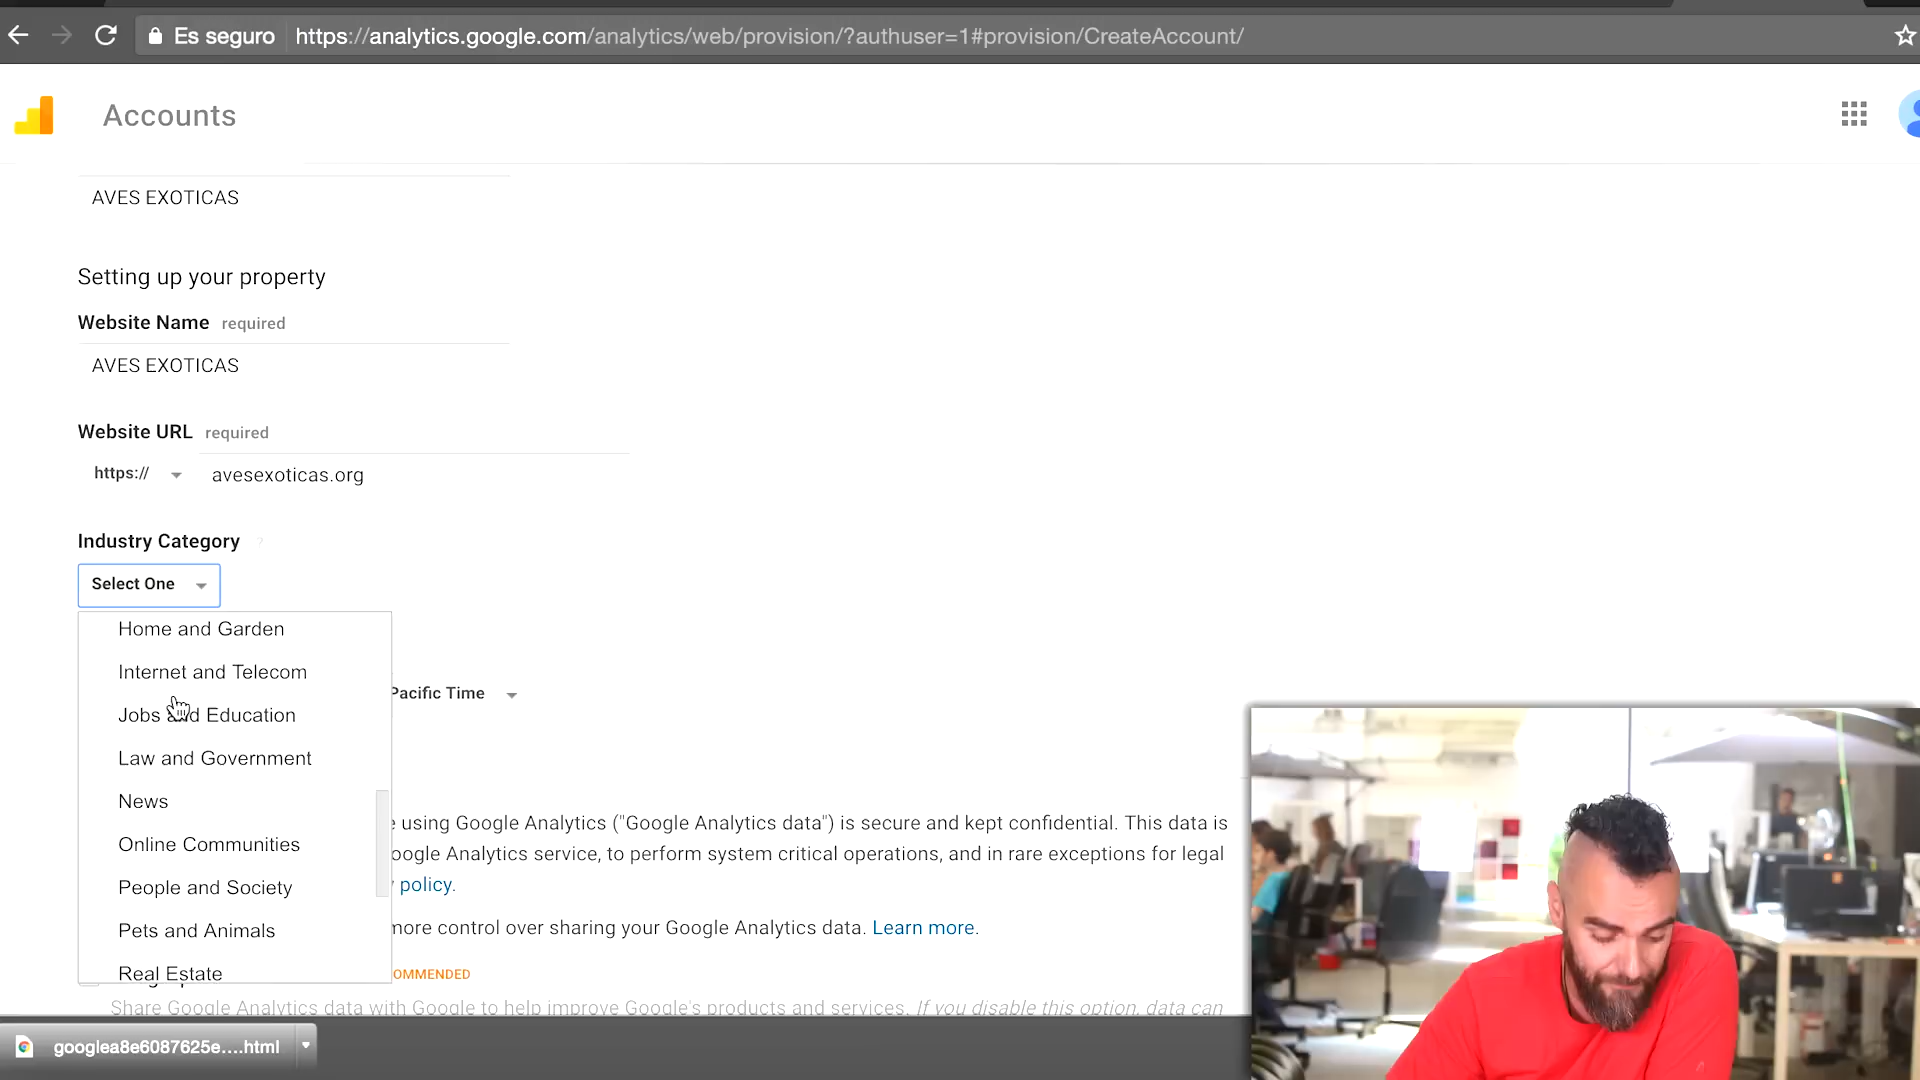 Es seguro https://analytics.google.com/analytics/web/provision/?authuser=1#provision/CreateAccount/
Accounts
AVES EXOTICAS
Setting up your property
Website Name required
AVES EXOTICAS
Website URL required
https:// avesexoticas.org
Industry Category ?
Select One
Home and Garden
Internet and Telecom
Jobs and Education
Law and Government
News
Online Communities
People and Society
Pets and Animals
Real Estate
Pacific Time
using Google Analytics ("Google Analytics data") is secure and kept confidential. This data is
oogle Analytics service, to perform system critical operations, and in rare exceptions for legal
policy.
more control over sharing your Google Analytics data. Learn more.
OMMENDED
Share Google Analytics data with Google to help improve Google's products and services. If you disable this option, data can
googlea8e6087625e....html